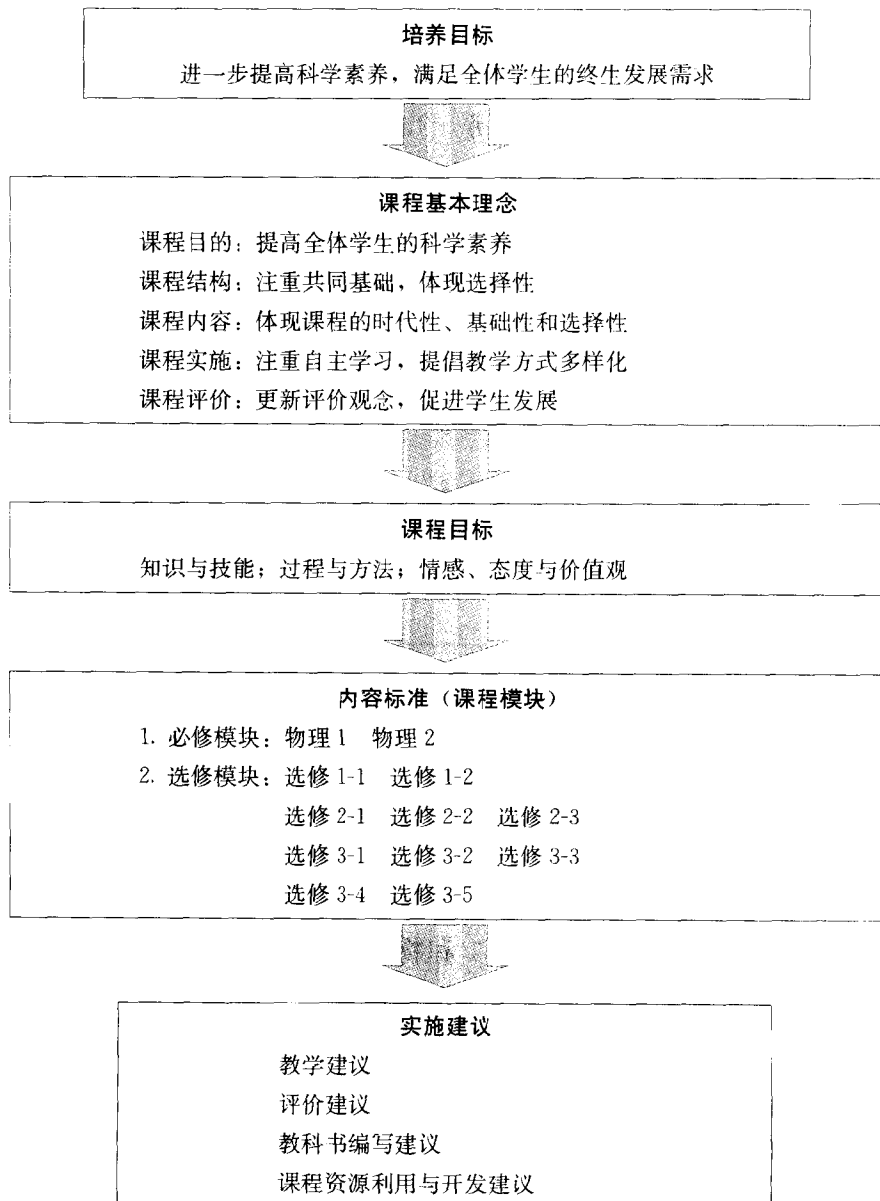 培养目标
进一步提高科学素养，满足全体学生的终生发展需求
课程基本理念
课程目的：提高全体学生的科学素养
课程结构：注重共同基础，体现选择性
课程内容：体现课程的时代性、基础性和选择性
课程实施：注重自主学习，提倡教学方式多样化
课程评价：更新评价观念，促进学生发展
课程目标
知识与技能；过程与方法；情感、态度与价值观
内容标准（课程模块）
1. 必修模块：物理 1 物理 2
2. 选修模块：选修 1-1 选修 1-2
选修 2-1 选修 2-2 选修 2-3
选修 3-1 选修 3-2 选修 3-3
选修 3-4 选修 3-5
实施建议
教学建议
评价建议
教科书编写建议
课程资源利用与开发建议